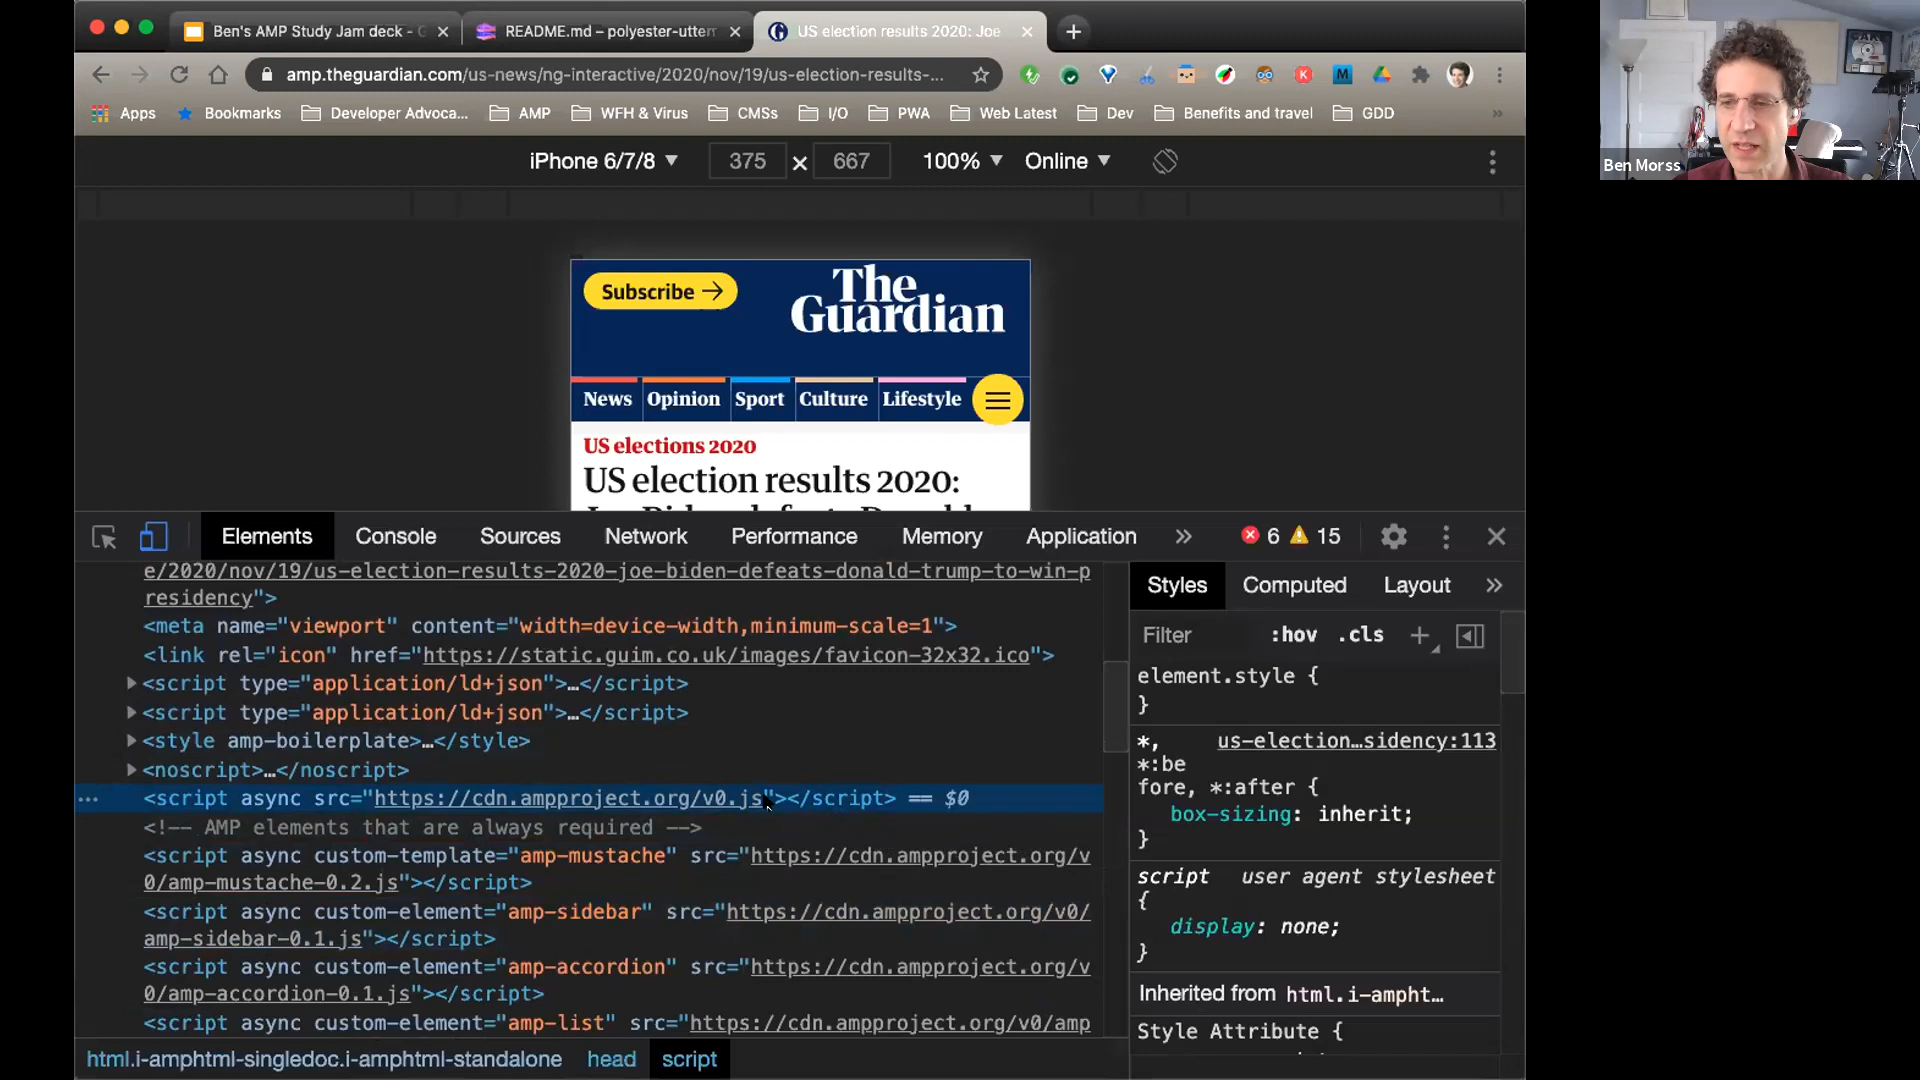 Ben's AMP Study Jam deck - G
README.md – polyester-utter
US election results 2020: Joe
amp.theguardian.com/us-news/ng-interactive/2020/nov/19/us-election-results-...
Apps
Bookmarks
Developer Advoca...
AMP
WFH & Virus
CMSs
I/O
PWA
Web Latest
Dev
Benefits and travel
GDD
»
Ben Morss
iPhone 6/7/8 375 × 667 100% Online
Subscribe →
The
Guardian
News Opinion Sport Culture Lifestyle
US elections 2020
US election results 2020:
Elements Console Sources Network Performance Memory Application » 6 15
e/2020/nov/19/us-election-results-2020-joe-biden-defeats-donald-trump-to-win-p
residency">
<meta name="viewport" content="width=device-width,minimum-scale=1">
<link rel="icon" href="https://static.guim.co.uk/images/favicon-32x32.ico">
<script type="application/ld+json">…</script>
<script type="application/ld+json">…</script>
<style amp-boilerplate>…</style>
<noscript>…</noscript>
<script async src="https://cdn.ampproject.org/v0.js"></script> == $0
<!-- AMP elements that are always required -->
<script async custom-template="amp-mustache" src="https://cdn.ampproject.org/v
0/amp-mustache-0.2.js"></script>
<script async custom-element="amp-sidebar" src="https://cdn.ampproject.org/v0/
amp-sidebar-0.1.js"></script>
<script async custom-element="amp-accordion" src="https://cdn.ampproject.org/v
0/amp-accordion-0.1.js"></script>
<script async custom-element="amp-list" src="https://cdn.ampproject.org/v0/amp
html.i-amphtml-singledoc.i-amphtml-standalone head script
Styles Computed Layout »
Filter :hov .cls +
element.style {
}
*, us-election…sidency:113
*:be
fore, *:after {
box-sizing: inherit;
}
script user agent stylesheet
{
display: none;
}
Inherited from html.i-ampht…
Style Attribute {